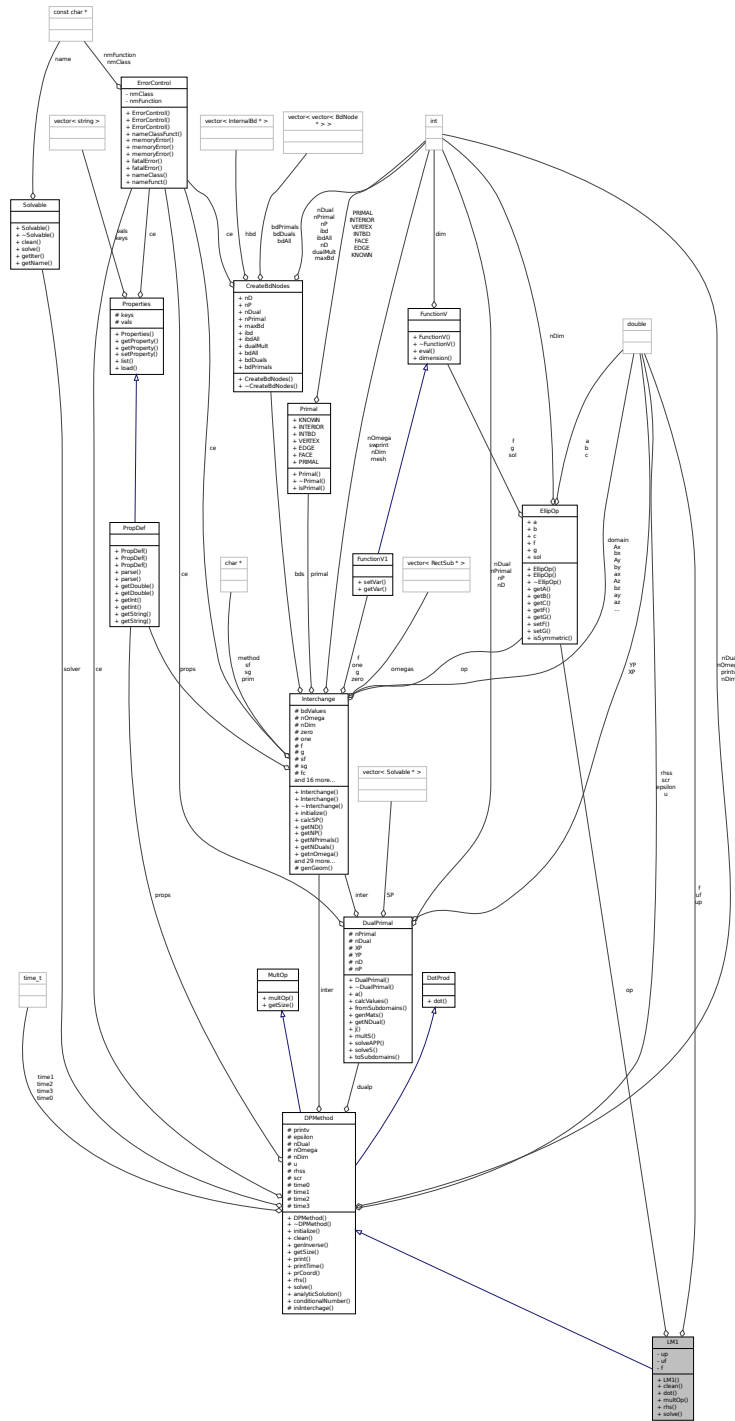 const char *
name
nmFunction
nmClass
ErrorControl
- nmClass
- nmFunction
+ ErrorControl()
+ ErrorControl()
+ ErrorControl()
+ nameClassFunct()
+ memoryError()
+ memoryError()
+ memoryError()
+ fatalError()
+ fatalError()
+ nameClass()
+ nameFunct()
vector< string >
vector< InternalBd * >
vector< vector< BdNode
* > >
int
Solvable
+ Solvable()
+ ~Solvable()
+ clean()
+ solve()
+ getIter()
+ getName()
vals
keys
ce
ce
hbd
bdPrimals
bdDuals
bdAll
nDual
nPrimal
nP
ibd
ibdAll
nD
dualMult
maxBd
PRIMAL
INTERIOR
VERTEX
INTBD
FACE
EDGE
KNOWN
dim
Properties
# keys
# vals
+ Properties()
+ getProperty()
+ getProperty()
+ setProperty()
+ list()
+ load()
CreateBdNodes
+ nD
+ nP
+ nDual
+ nPrimal
+ maxBd
+ ibd
+ ibdAll
+ dualMult
+ bdAll
+ bdDuals
+ bdPrimals
+ CreateBdNodes()
+ ~CreateBdNodes()
FunctionV
+ FunctionV()
+ ~FunctionV()
+ eval()
+ dimension()
nDim
double
Primal
+ KNOWN
+ INTERIOR
+ INTBD
+ VERTEX
+ EDGE
+ FACE
+ PRIMAL
+ Primal()
+ ~Primal()
+ isPrimal()
ce
nOmega
swprint
nDim
mesh
f
g
sol
a
b
c
PropDef
+ PropDef()
+ PropDef()
+ PropDef()
+ parse()
+ parse()
+ getDouble()
+ getDouble()
+ getInt()
+ getInt()
+ getString()
+ getString()
EllipOp
+ a
+ b
+ c
+ f
+ g
+ sol
+ EllipOp()
+ EllipOp()
+ ~EllipOp()
+ getA()
+ getB()
+ getC()
+ getF()
+ getG()
+ setF()
+ setG()
+ isSymmetric()
char *
FunctionV1
+ setVar()
+ getVar()
vector< RectSub * >
ce
bds
primal
nDual
nPrimal
nP
nD
domain
Ax
bx
Ay
by
ax
Az
bz
ay
az
...
solver
ce
props
method
sf
sg
prim
f
one
g
zero
omegas
op
YP
XP
nDu
nOme
print
nDim
Interchange
# bdValues
# nOmega
# nDim
# zero
# one
# f
# g
# sf
# sg
# fc
and 16 more...
+ Interchange()
+ Interchange()
+ ~Interchange()
+ initialize()
+ calcSP()
+ getND()
+ getNP()
+ getNPrimals()
+ getNDuals()
+ getnOmega()
and 29 more...
# genGeom()
vector< Solvable * >
rhss
scr
epsilon
u
props
inter
SP
f
uf
up
DualPrimal
# nPrimal
# nDual
# XP
# YP
# nD
# nP
+ DualPrimal()
+ ~DualPrimal()
+ a()
+ calcValues()
+ fromSubdomains()
+ genMats()
+ getNDual()
+ j()
+ multS()
+ solveAPP()
+ solveS()
+ toSubdomains()
time_t
MultOp
+ multOp()
+ getSize()
DotProd
+ dot()
inter
op
time1
time2
time3
time0
dualp
DPMethod
# printv
# epsilon
# nDual
# nOmega
# nDim
# u
# rhss
# scr
# time0
# time1
# time2
# time3
+ DPMethod()
+ ~DPMethod()
+ initialize()
+ clean()
+ genInverse()
+ getSize()
+ print()
+ printTime()
+ prCoord()
+ rhs()
+ solve()
+ analyticSolution()
+ conditionalNumber()
# iniInterchage()
LM1
- up
- uf
- f
+ LM1()
+ clean()
+ dot()
+ multOp()
+ rhs()
+ solve()